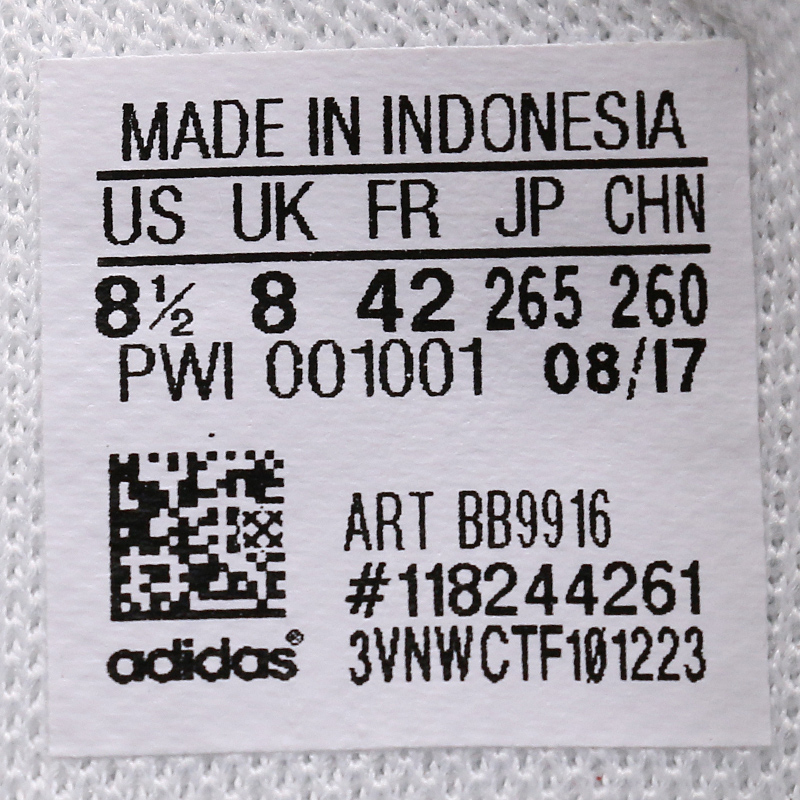 MADE IN INDONESIA
US UK FR JP CHN
8½ 8 42 265 260
PWI 001001 08/17
ART BB9916
#118244261
adidas® 3VNWCTF101223